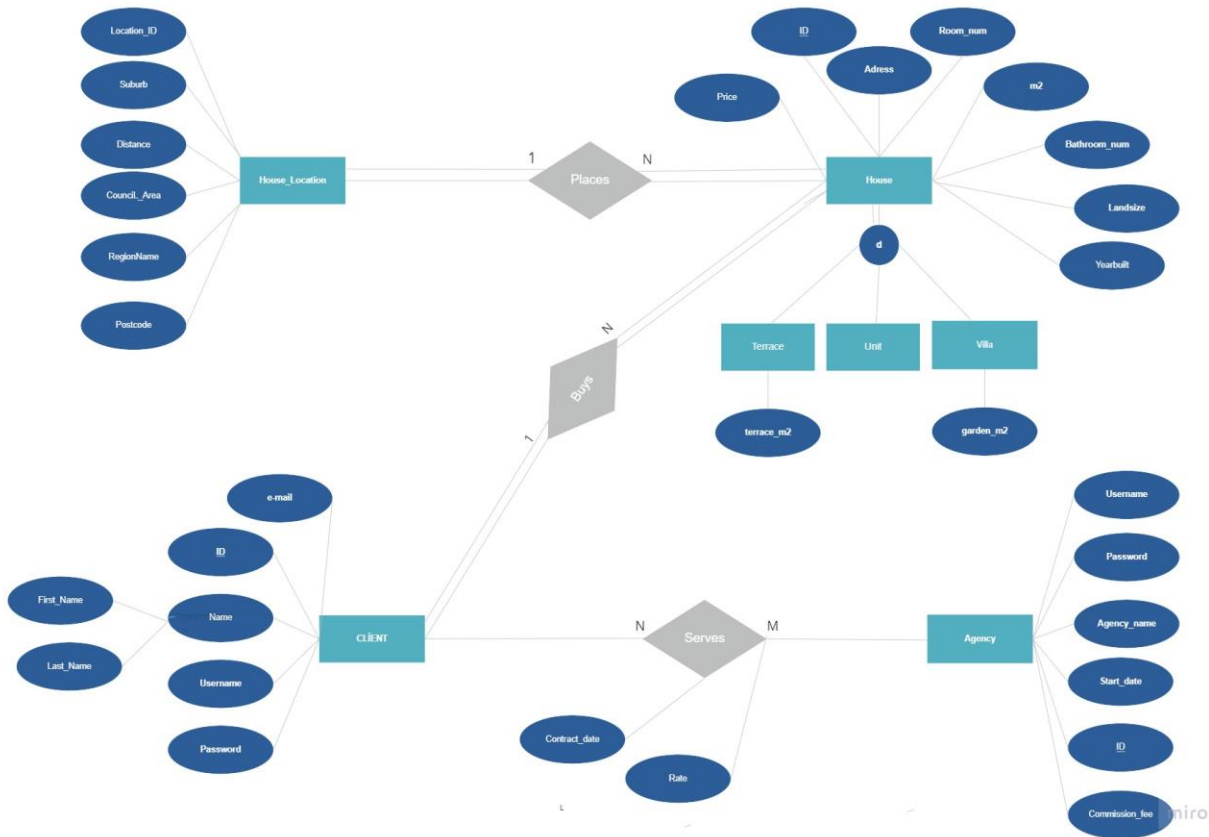 Location_ID
Suburb
Distance
Council_Area
RegionName
Postcode
House_Location
1
Places
N
ID
Room_num
Adress
Price
m2
Bathroom_num
House
Landsize
Yearbuilt
d
Terrace
Unit
Villa
terrace_m2
garden_m2
N
Buys
1
e-mail
ID
First_Name
Name
Last_Name
Username
Password
CLİENT
N
Serves
M
Contract_date
Rate
Agency
Username
Password
Agency_name
Start_date
ID
Commission_fee
miro